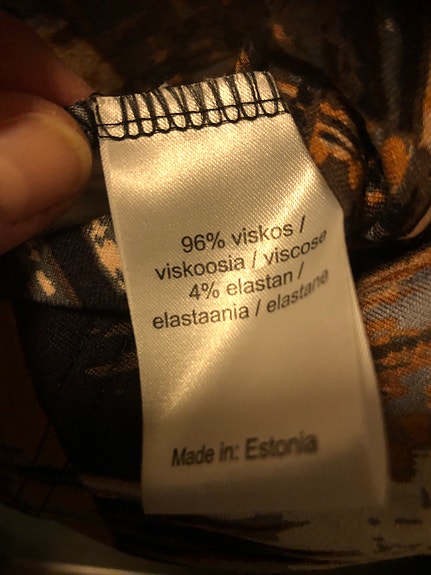 96% viskos /
viskoosia / viscose
4% elastan /
elastaania / elastane
Made in: Estonia